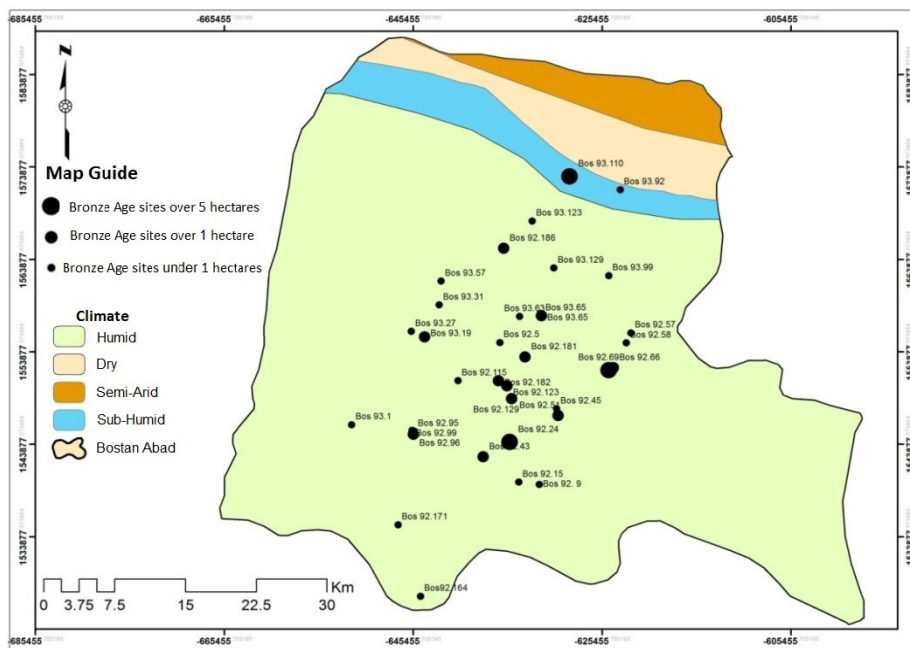 -685455
-665455
-645455
-625455
-605455
1583877
1583877
N
Map Guide
Bronze Age sites over 5 hectares
Bronze Age sites over 1 hectare
Bronze Age sites under 1 hectares
Climate
Humid
Dry
Semi-Arid
Sub-Humid
Bostan Abad
1573877
1573877
1563877
1563877
1553877
1553877
1543877
1543877
1533877
1533877
Bos 93.110
Bos 93.92
Bos 93.123
Bos 92.186
Bos 93.129
Bos 93.99
Bos 93.57
Bos 93.31
Bos 93.63
Bos 93.65
Bos 93.65
Bos 93.27
Bos 93.19
Bos 92.5
Bos 92.57
Bos 92.58
Bos 92.181
Bos 92.69
Bos 92.66
Bos 92.115
Bos 92.182
Bos 92.123
Bos 92.129
Bos 92.51
Bos 92.45
Bos 93.1
Bos 92.95
Bos 92.99
Bos 92.96
Bos 92.24
.43
Bos 92.15
Bos 92. 9
Bos 92.171
Bos92.164
Km
0 3.75 7.5 15 22.5 30
-685455
-665455
-645455
-625455
-605455